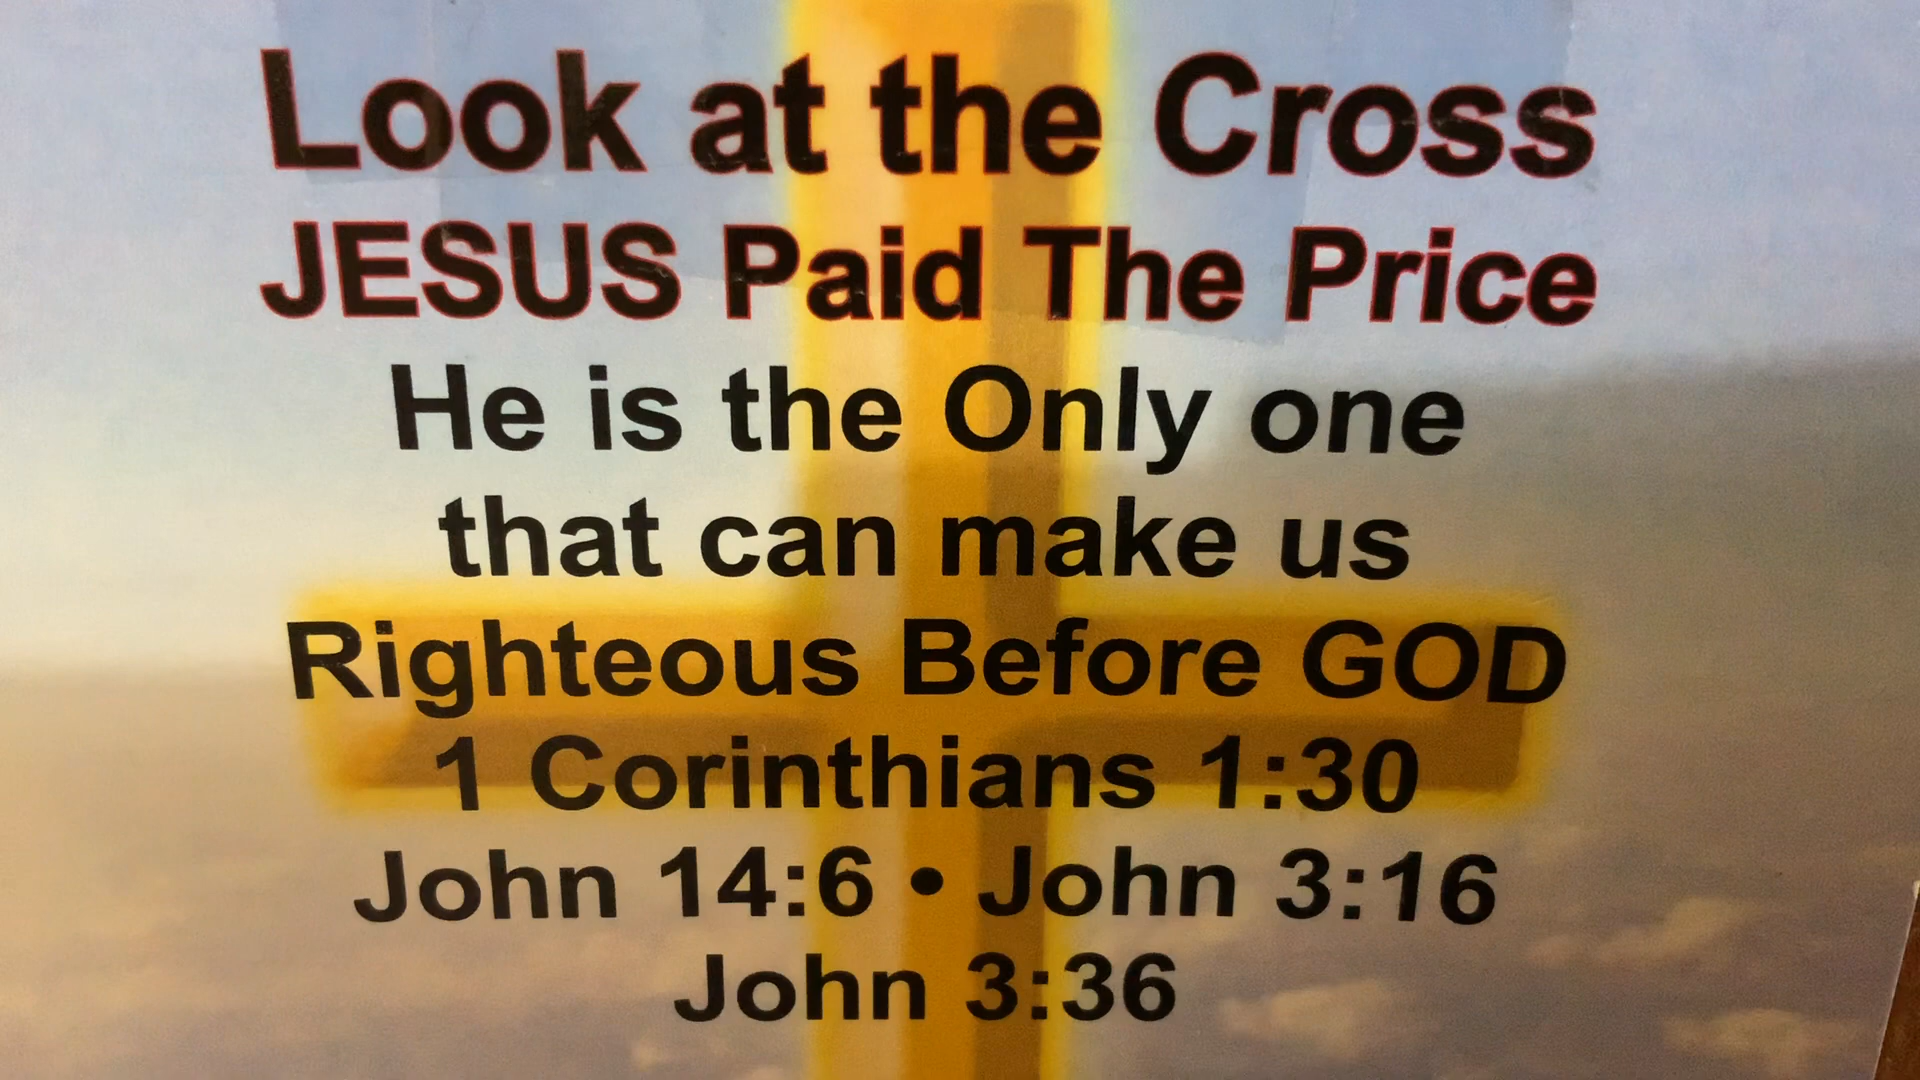 Look at the Cross
JESUS Paid The Price
He is the Only one
that can make us
Righteous Before GOD
1 Corinthians 1:30
John 14:6 • John 3:16
John 3:36